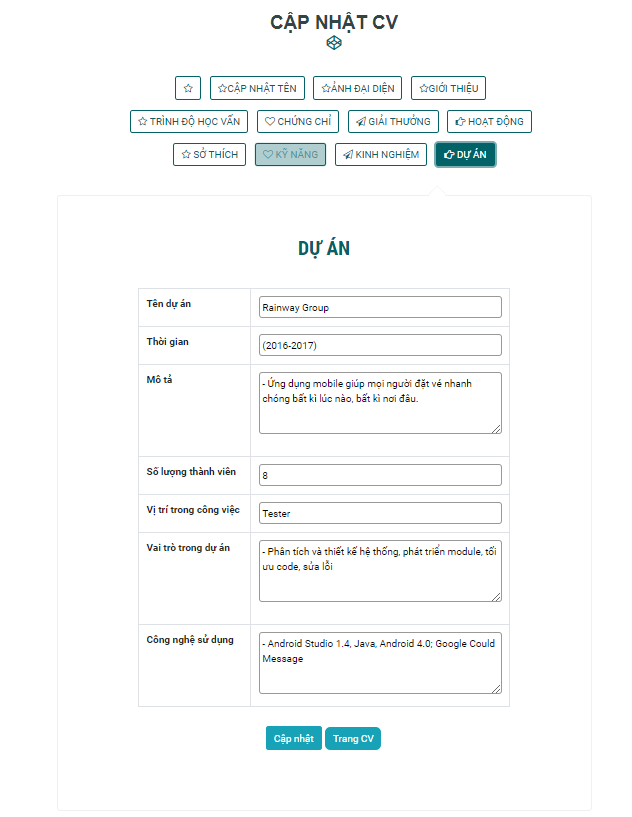 CẬP NHẬT CV
CẬP NHẬT TÊN
ẢNH ĐẠI DIỆN
GIỚI THIỆU
TRÌNH ĐỘ HỌC VẤN
CHỨNG CHỈ
GIẢI THƯỞNG
HOẠT ĐỘNG
SỞ THÍCH
KỸ NĂNG
KINH NGHIỆM
DỰ ÁN
DỰ ÁN
Tên dự án
Rainway Group
Thời gian
(2016-2017)
Mô tả
- Ứng dụng mobile giúp mọi người đặt vé nhanh
chóng bất kì lúc nào, bất kì nơi đâu.
Số lượng thành viên
8
Vị trí trong công việc
Tester
Vai trò trong dự án
- Phân tích và thiết kế hệ thống, phát triển module, tối
ưu code, sửa lỗi
Công nghệ sử dụng
- Android Studio 1.4, Java, Android 4.0; Google Could
Message
Cập nhật
Trang CV